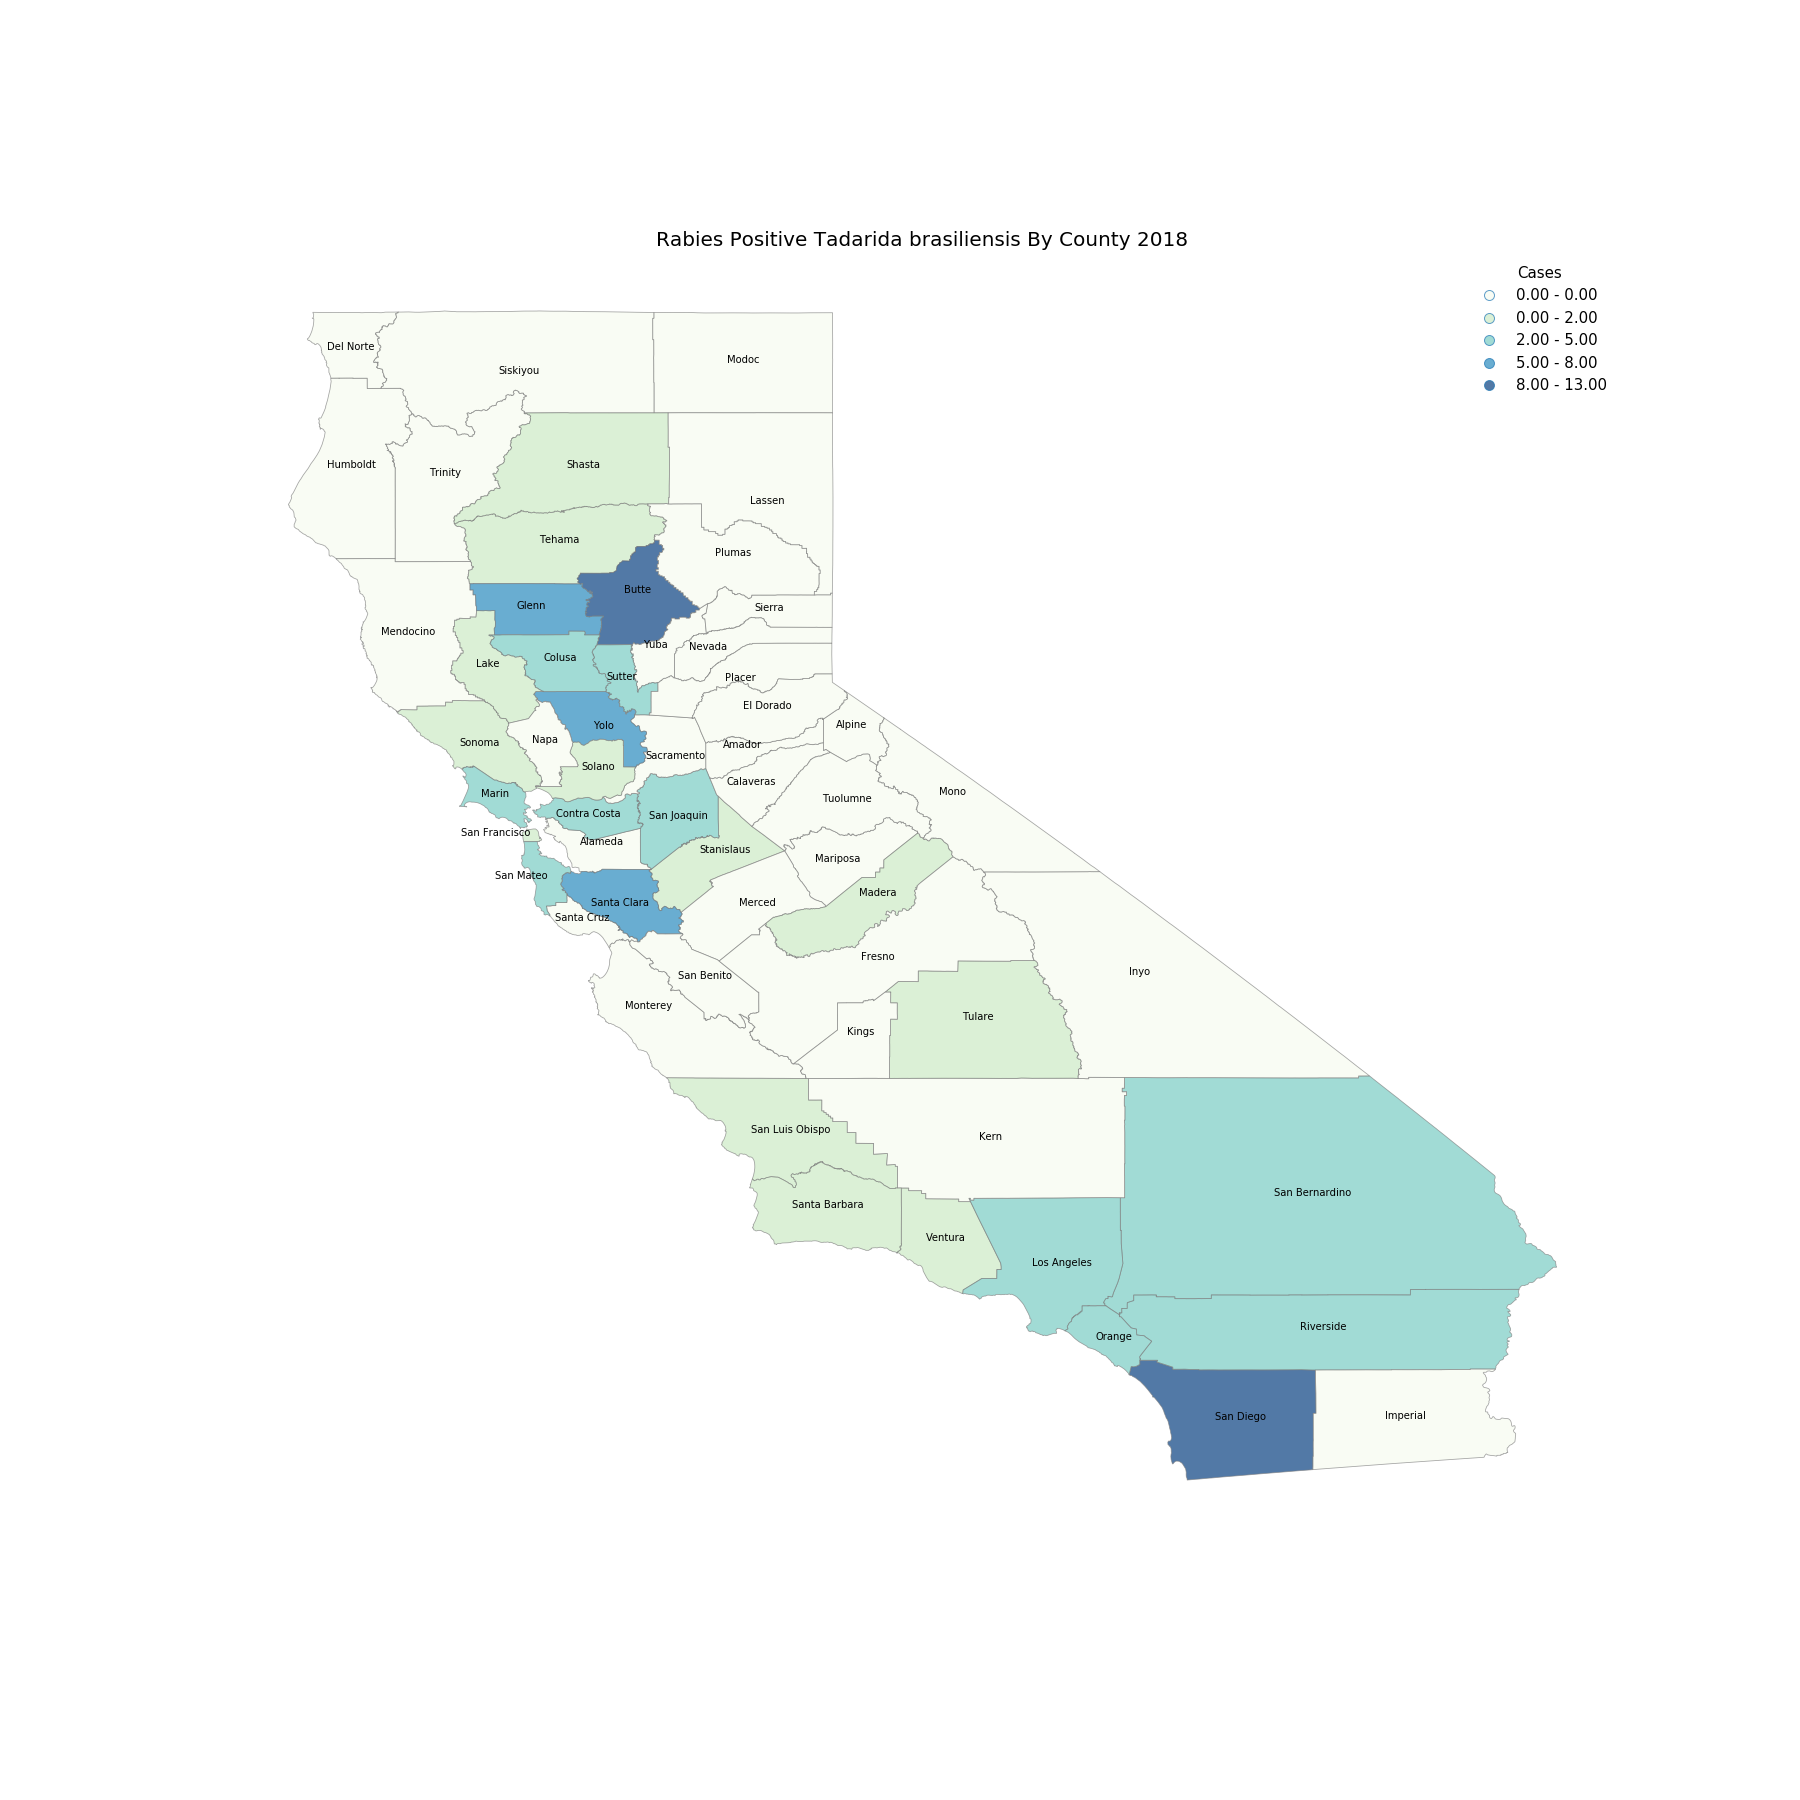 Rabies Positive Tadarida brasiliensis By County 2018
Cases
0.00 - 0.00
0.00 - 2.00
2.00 - 5.00
5.00 - 8.00
8.00 - 13.00
Del Norte
Siskiyou
Modoc
Humboldt
Trinity
Shasta
Lassen
Tehama
Plumas
Butte
Glenn
Sierra
Mendocino
Yuba
Nevada
Lake
Colusa
Sutter
Placer
El Dorado
Yolo
Alpine
Sonoma
Napa
Amador
Sacramento
Solano
Calaveras
Mono
Marin
Tuolumne
Contra Costa
San Joaquin
San Francisco
Alameda
Stanislaus
Mariposa
San Mateo
Madera
Santa Clara
Merced
Santa Cruz
Fresno
San Benito
Inyo
Monterey
Tulare
Kings
San Luis Obispo
Kern
San Bernardino
Santa Barbara
Ventura
Los Angeles
Riverside
Orange
San Diego
Imperial